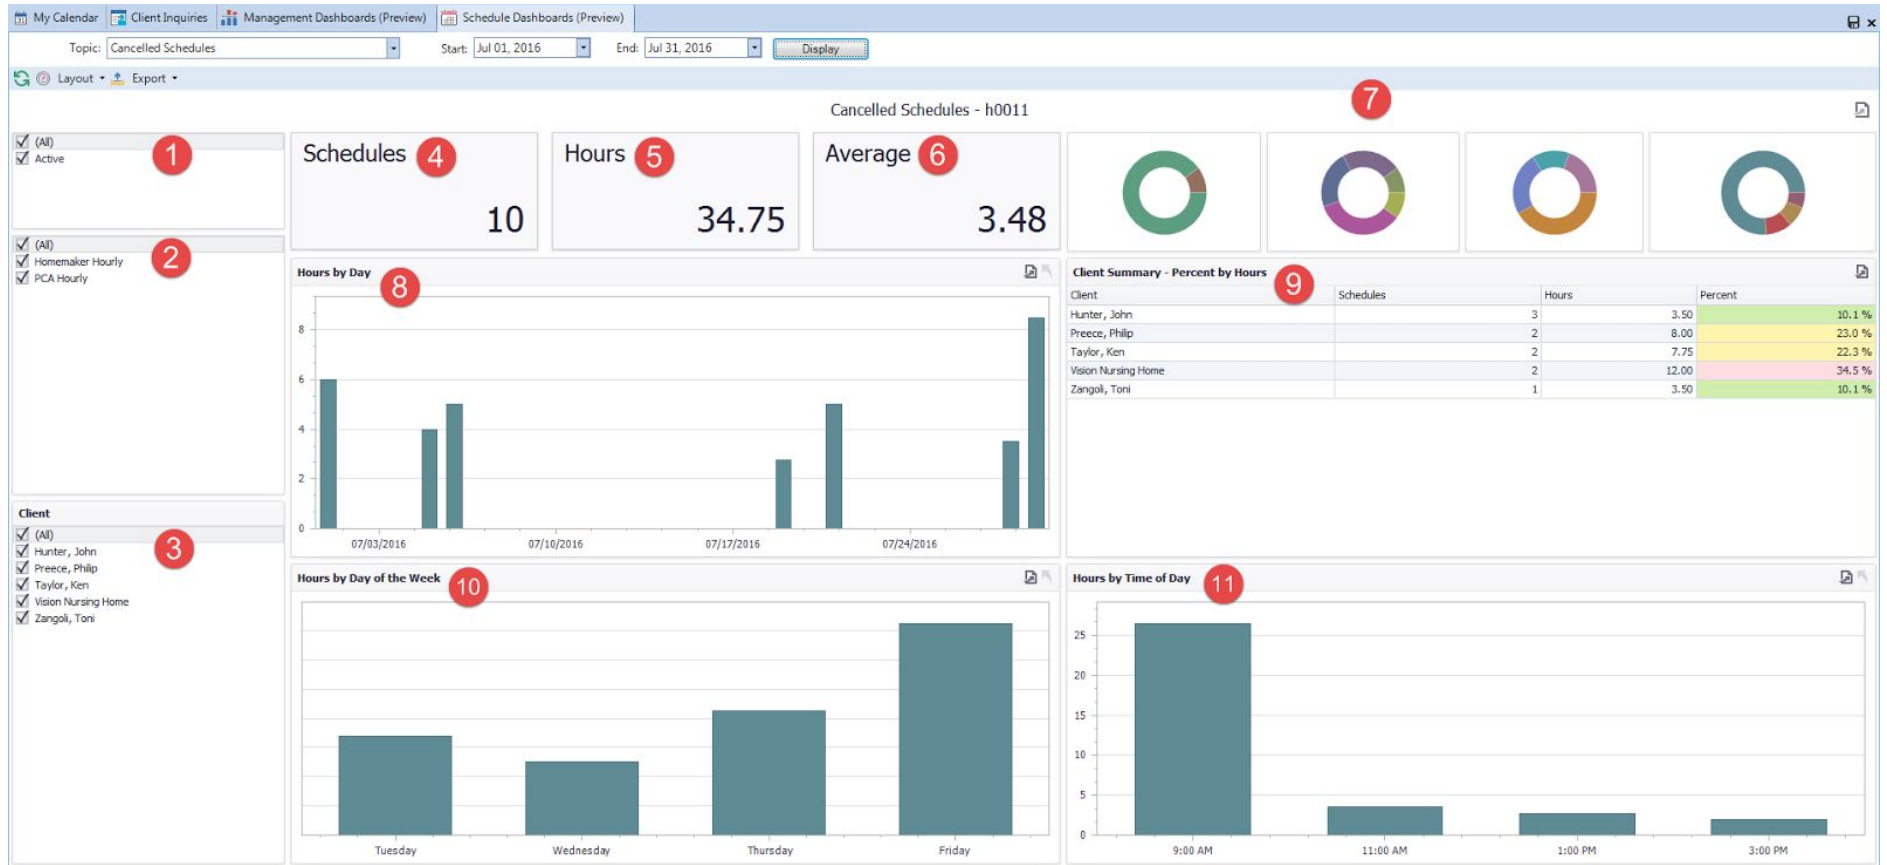 My Calendar Client Inquiries Management Dashboards (Preview) Schedule Dashboards (Preview)
Topic: Cancelled Schedules Start: Jul 01, 2016 End: Jul 31, 2016 Display
Layout Export
Cancelled Schedules - h0011
7
(All)
Active
1
(All)
Homemaker Hourly
PCA Hourly
2
Client
(All)
Hunter, John
Preece, Philip
Taylor, Ken
Vision Nursing Home
Zangoli, Toni
3
Schedules 4
10
Hours 5
34.75
Average 6
3.48
Hours by Day
8
8
6
4
2
0
07/03/2016 07/10/2016 07/17/2016 07/24/2016
Client Summary - Percent by Hours
9
Client Schedules Hours Percent
Hunter, John 3 3.50 10.1 %
Preece, Philip 2 8.00 23.0 %
Taylor, Ken 2 7.75 22.3 %
Vision Nursing Home 2 12.00 34.5 %
Zangoli, Toni 1 3.50 10.1 %
Hours by Day of the Week
10
Tuesday Wednesday Thursday Friday
Hours by Time of Day
11
25
20
15
10
5
0
9:00 AM 11:00 AM 1:00 PM 3:00 PM